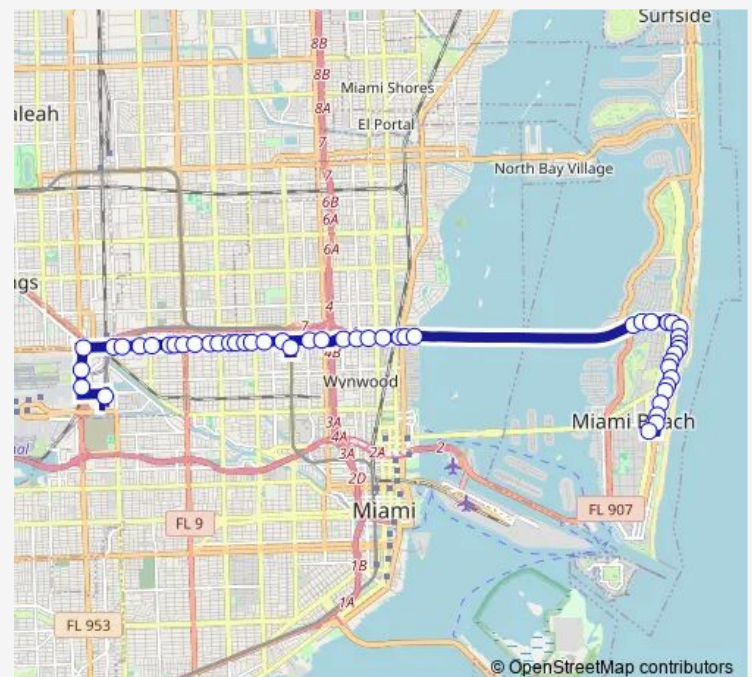 Surfside
8B
8B
Miami Shores
8A
aleah
El Portal
7
North Bay Village
7
6B
6A
6A
ngs
4
7
4B
Wynwood
3A
4A
3A
2A
2
Miami Beach
nal
2D
FL 907
Miami
FL 9
1B
1A
FL 953
© OpenStreetMap contributors